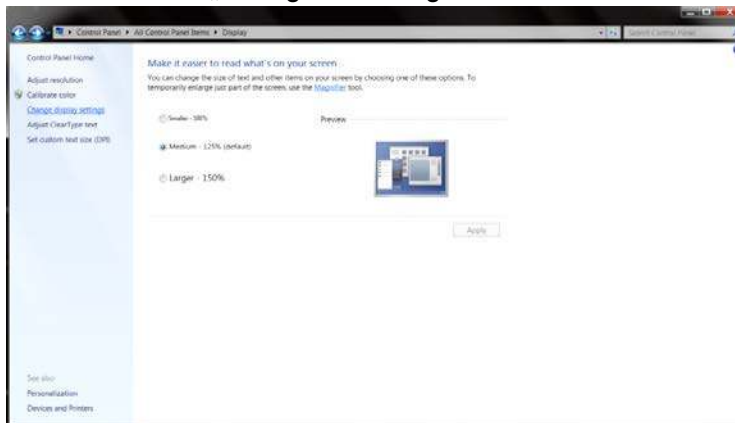 Control Panel ▸ All Control Panel Items ▸ Display
Search Control Panel
Control Panel Home
Adjust resolution
Calibrate color
Change display settings
Adjust ClearType text
Set custom text size (DPI)
Make it easier to read what's on your screen
You can change the size of text and other items on your screen by choosing one of these options. To
temporarily enlarge just part of the screen, use the Magnifier tool.
Smaller - 100%
Preview
Medium - 125% (default)
Larger - 150%
Apply
See also
Personalization
Devices and Printers